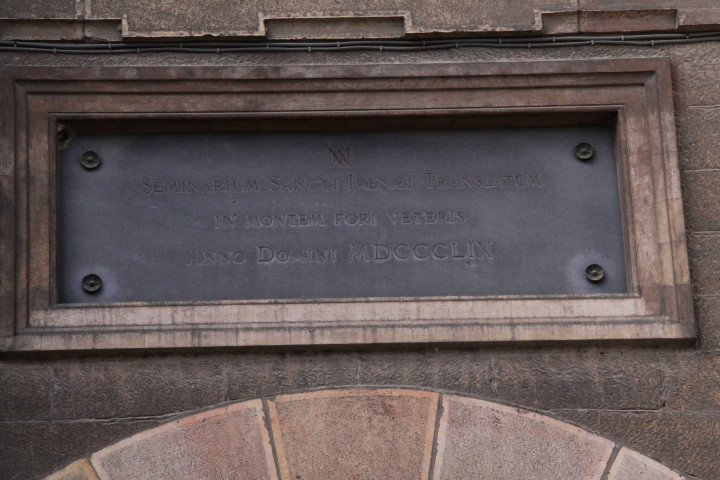 SEMINARIUM SANCTI IRENÆI TRANSLATUM
IN MONTEM FORI VETERIS
ANNO DOMINI MDCCCLIX